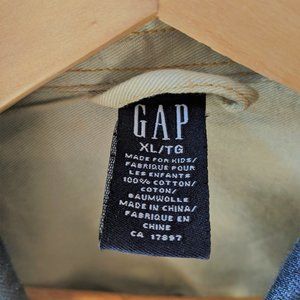 GAP
XL/TG
MADE FOR KIDS/
FABRIQUE POUR
LES ENFANTS
100% COTTON/
COTON/
BAUMWOLLE
MADE IN CHINA/
FABRIQUE EN
CHINE
CA 17897